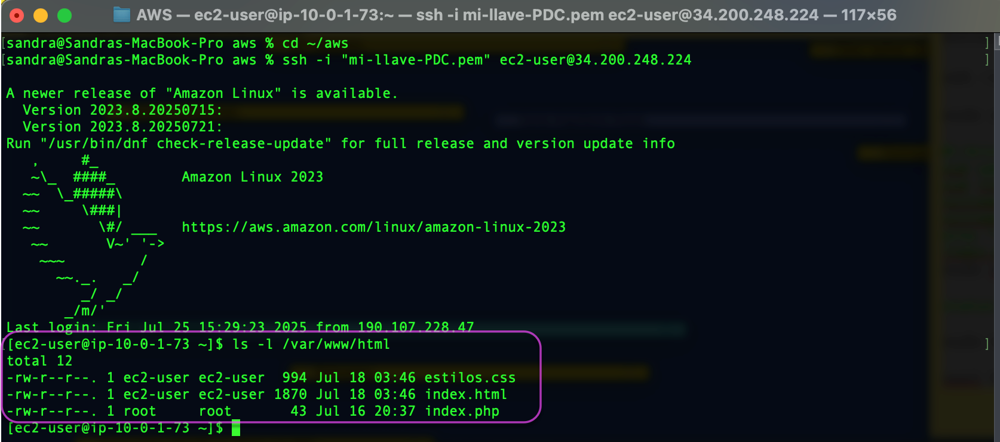 AWS — ec2-user@ip-10-0-1-73:~ — ssh -i mi-llave-PDC.pem ec2-user@34.200.248.224 — 117×56
[sandra@Sandras-MacBook-Pro aws % cd ~/aws ]
[sandra@Sandras-MacBook-Pro aws % ssh -i "mi-llave-PDC.pem" ec2-user@34.200.248.224 ]
A newer release of "Amazon Linux" is available.
  Version 2023.8.20250715:
  Version 2023.8.20250721:
Run "/usr/bin/dnf check-release-update" for full release and version update info
   ,     #_
   ~\_  ####_        Amazon Linux 2023
  ~~  \_#####\
  ~~     \###|
  ~~       \#/ ___   https://aws.amazon.com/linux/amazon-linux-2023
   ~~       V~' '->
    ~~~         /
      ~~._.   _/
         _/ _/
       _/m/'
Last login: Fri Jul 25 15:29:23 2025 from 190.107.228.47
[[ec2-user@ip-10-0-1-73 ~]$ ls -l /var/www/html ]
total 12
-rw-r--r--. 1 ec2-user ec2-user  994 Jul 18 03:46 estilos.css
-rw-r--r--. 1 ec2-user ec2-user 1870 Jul 18 03:46 index.html
-rw-r--r--. 1 root     root       43 Jul 16 20:37 index.php
[ec2-user@ip-10-0-1-73 ~]$